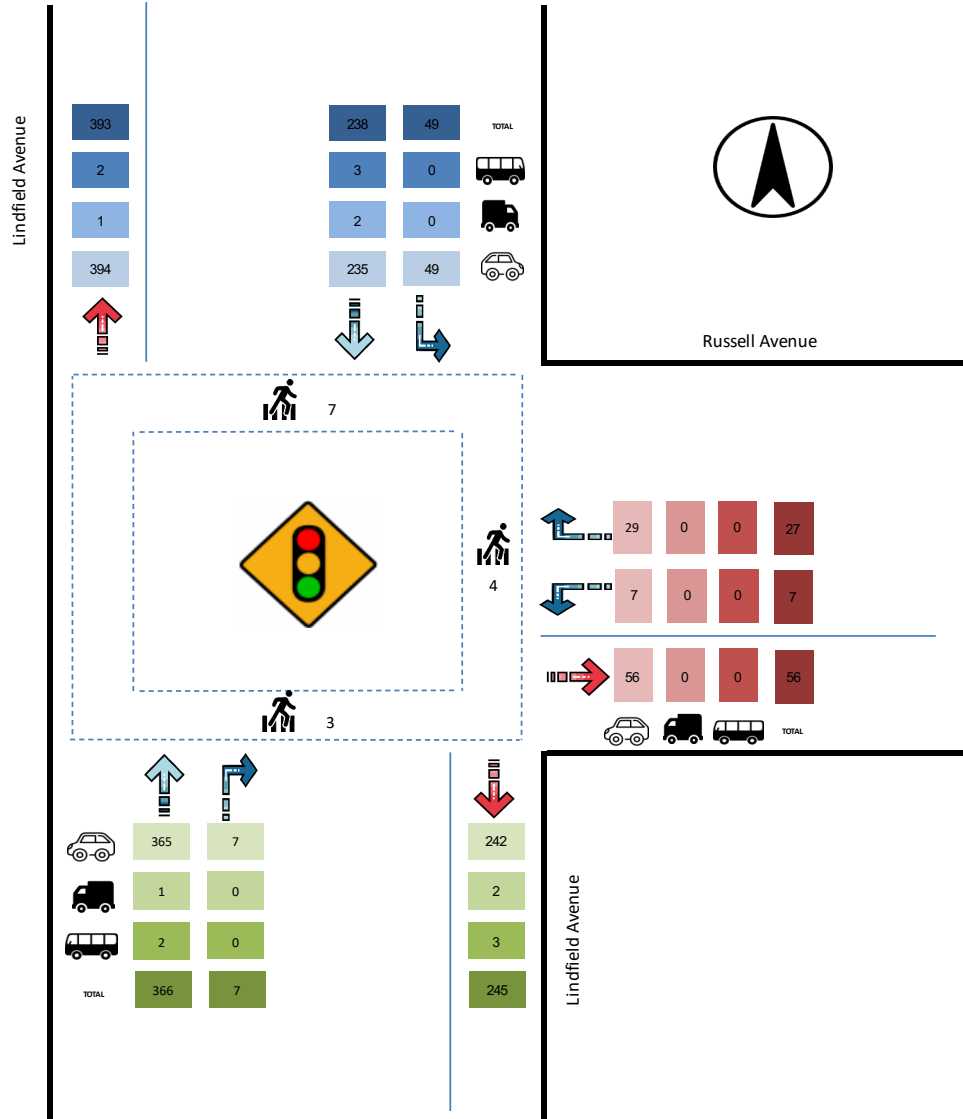 Lindfield Avenue
393 238 49 TOTAL
2 3 0
1 2 0
394 235 49
Russell Avenue
7
29 0 0 27
4
7 0 0 7
56 0 0 56
3
TOTAL
365 7 242
1 0 2
2 0 3
TOTAL 366 7 245
Lindfield Avenue